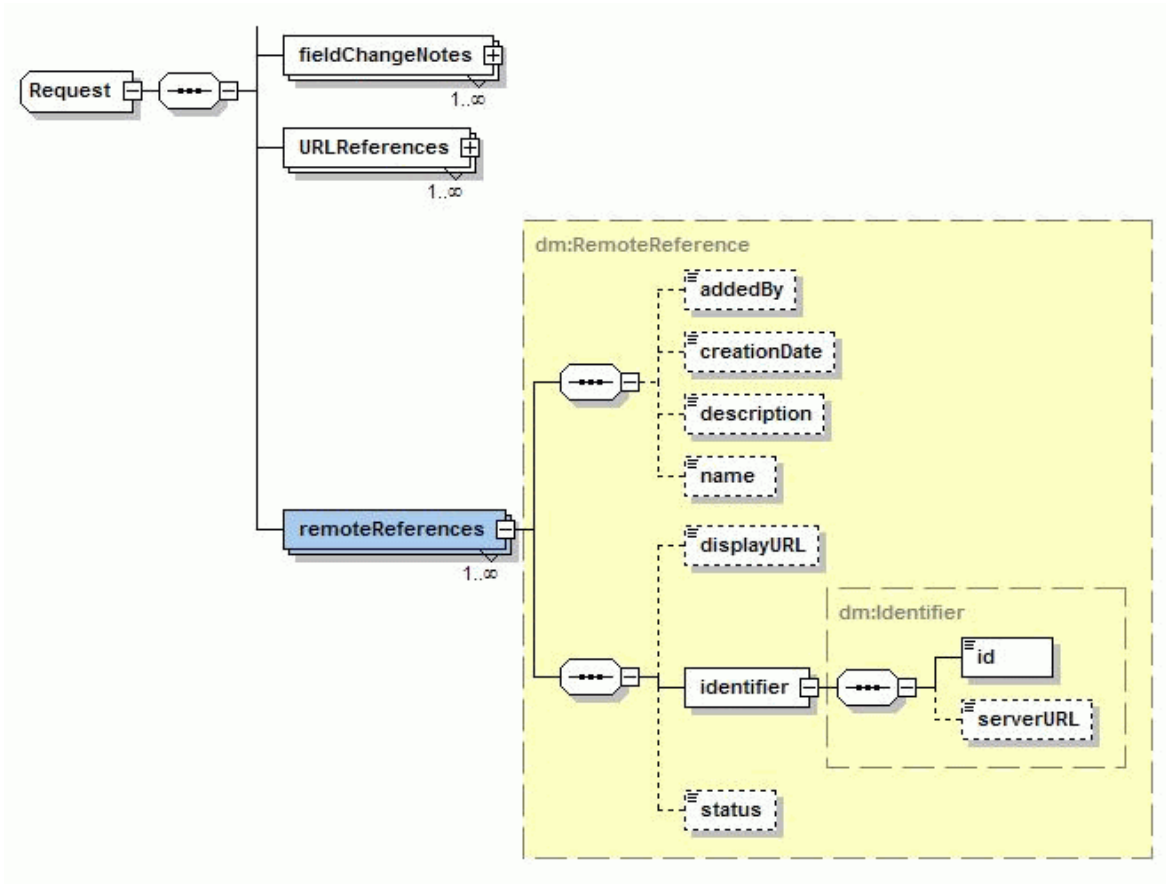 fieldChangeNotes
Request
1..∞
URLReferences
1..∞
dm:RemoteReference
addedBy
creationDate
description
name
remoteReferences
1..∞
displayURL
dm:Identifier
id
identifier
serverURL
status